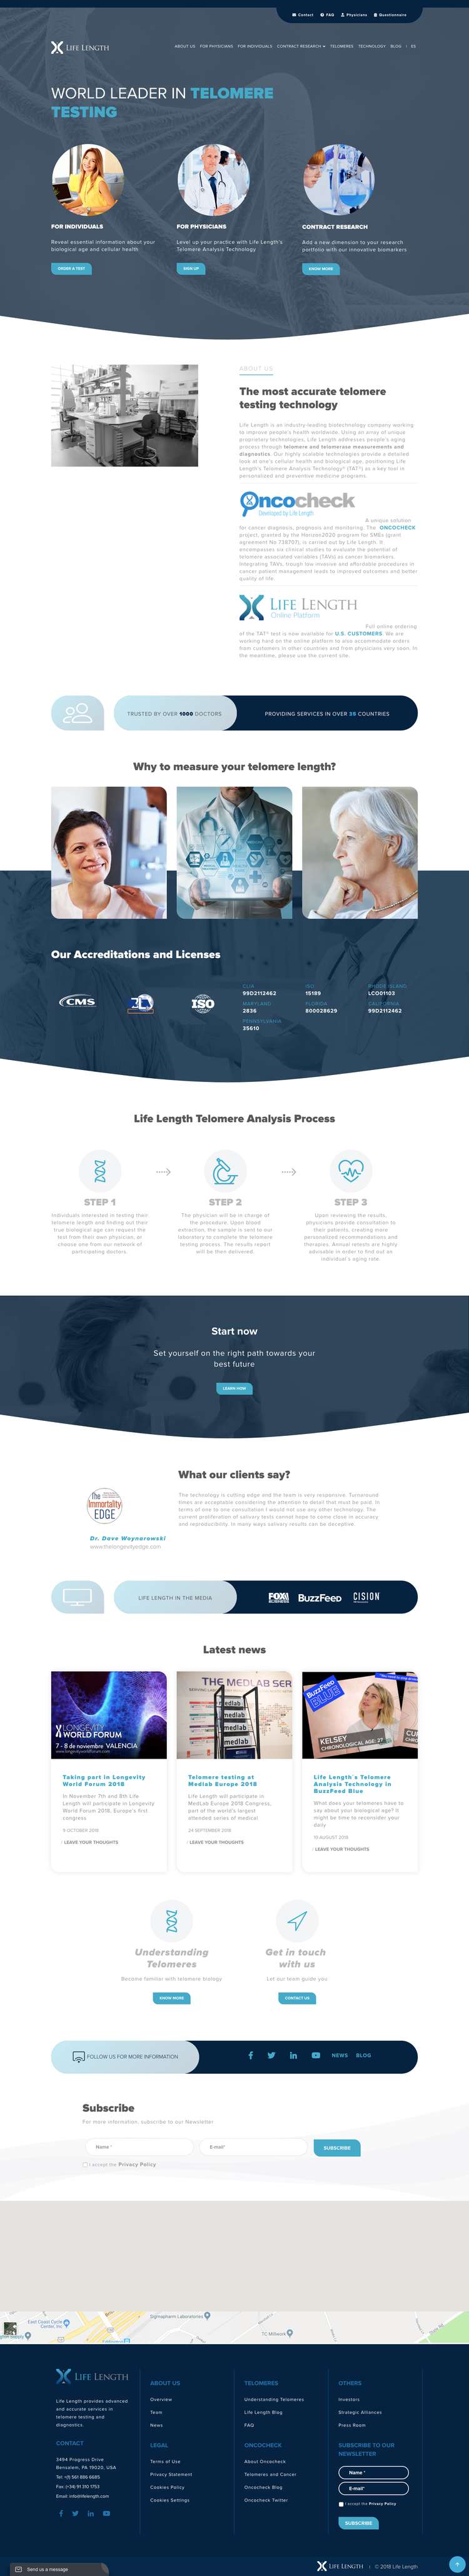 Contact FAQ Physicians Questionnaire
LIFE LENGTH
ABOUT US FOR PHYSICIANS FOR INDIVIDUALS CONTRACT RESEARCH TELOMERES TECHNOLOGY BLOG / ES
WORLD LEADER IN TELOMERE
TESTING
FOR INDIVIDUALS
Reveal essential information about your
biological age and cellular health.
ORDER A TEST
FOR PHYSICIANS
Level up your practice with Life Length's
Telomere Analysis Technology
SIGN UP
CONTRACT RESEARCH
Add a new dimension to your research
portfolio with our innovative biomarkers.
KNOW MORE
ABOUT US
The most accurate telomere
testing technology
Life Length is an industry-leading biotechnology company working
to improve people's health worldwide. Using an array of unique
proprietary technologies, Life Length addresses people's aging
process through telomere and telomerase measurements and
diagnostics. Our highly scalable technologies provide a detailed
look at one's cellular health and biological age, positioning Life
Length's Telomere Analysis Technology® (TAT®) as a key tool in
personalized and preventive medicine programs.
Oncocheck
Developed by Life Length
A unique solution
for cancer diagnosis, prognosis and monitoring. The ONCOCHECK
project, granted by the Horizon2020 program for SMEs (grant
agreement No 738707), is carried out by Life Length. It
encompasses six clinical studies to evaluate the potential of
telomere associated variables (TAVs) as cancer biomarkers.
Integrating TAVs, trough low invasive and affordable procedures in
cancer patient management leads to improved outcomes and better
quality of life.
LIFE LENGTH
Online Platform
Full online ordering
of the TAT® test is now available for U.S. CUSTOMERS. We are
working hard on the online platform to also accommodate orders
from customers in other countries and from physicians very soon. In
the meantime, please use the current site.
TRUSTED BY OVER 1000 DOCTORS
PROVIDING SERVICES IN OVER 35 COUNTRIES
Why to measure your telomere length?
Our Accreditations and Licenses
CMS
ISO
CLIA
99D2112462
ISO
15189
RHODE ISLAND
LCO01103
MARYLAND
2836
FLORIDA
800028629
CALIFORNIA
99D2112462
PENNSYLVANIA
35610
Life Length Telomere Analysis Process
STEP 1
Individuals interested in testing their
telomere length and finding out their
true biological age can request the
test from their own physician, or
choose one from our network of
participating doctors.
STEP 2
The physician will be in charge of
the procedure. Upon blood
extraction, the sample is sent to our
laboratory to complete the telomere
testing process. The results report
will be then delivered.
STEP 3
Upon reviewing the results,
physicians provide consultation to
their patients, creating more
personalized recommendations and
therapies. Annual retests are highly
advisable in order to find out an
individual's aging rate.
Start now
Set yourself on the right path towards your
best future
LEARN HOW
What do our clients say?
The Immortality EDGE
Dr. Dave Woynarowski
www.thelongevityedge.com
The technology is cutting edge and the team is very responsive. Turnaround
times are acceptable considering the attention to detail that must be paid. In
terms of one to one consultation I would not use any other technology. The
current proliferation of salivary tests cannot hope to come close in accuracy
and reproducibility. In many ways salivary results can be deceptive.
LIFE LENGTH IN THE MEDIA
FOX BUSINESS BuzzFeed CISION
Latest news
LONGEVITY
WORLD FORUM
7 - 8 de noviembre VALENCIA
www.longevityworldforum.com
THE MEDLAB SER
medlab
medlab
medlab
medlab
BuzzFeed BLUE
KELSEY
CHRONOLOGICAL AGE: 27
Taking part in Longevity
World Forum 2018
In November 7th and 8th Life
Length will participate in Longevity
World Forum 2018, Europe's first
congress
9 OCTOBER 2018
LEAVE YOUR THOUGHTS
Telomere testing at
Medlab Europe 2018
Life Length will participate in
MedLab Europe 2018 Congress,
part of the world's largest
attended series of medical
24 SEPTEMBER 2018
LEAVE YOUR THOUGHTS
Life Length's Telomere
Analysis Technology in
BuzzFeed Blue
What does your telomeres have to
say about your biological age? It
might be time to reconsider your
daily
10 AUGUST 2018
LEAVE YOUR THOUGHTS
Understanding
Telomeres
Become familiar with telomere biology
KNOW MORE
Get in touch
with us
Let our team guide you
CONTACT US
FOLLOW US FOR MORE INFORMATION
NEWS BLOG
Subscribe
For more information, subscribe to our Newsletter
Name *
E-mail*
SUBSCRIBE
I accept the Privacy Policy
East Coast Cycle
Center, Inc
Sigmapharm Laboratories
TC Millwork
LIFE LENGTH
Life Length provides advanced
and accurate services in
telomere testing and
diagnostics.
CONTACT
3494 Progress Drive
Bensalem, PA 19020, USA
Tel: +(1) 561 866 6685
Fax: (+34) 91 310 1753
Email: info@lifelength.com
ABOUT US
Overview
Team
News
LEGAL
Terms of Use
Privacy Statement
Cookies Policy
Cookies Settings
TELOMERES
Understanding Telomeres
Life Length Blog
FAQ
ONCOCHECK
About Oncocheck
Telomeres and Cancer
Oncocheck Blog
Oncocheck Twitter
OTHERS
Investors
Strategic Alliances
Press Room
SUBSCRIBE TO OUR
NEWSLETTER
Name *
E-mail*
I accept the Privacy Policy
SUBSCRIBE
LIFE LENGTH | © 2018 Life Length
Send us a message